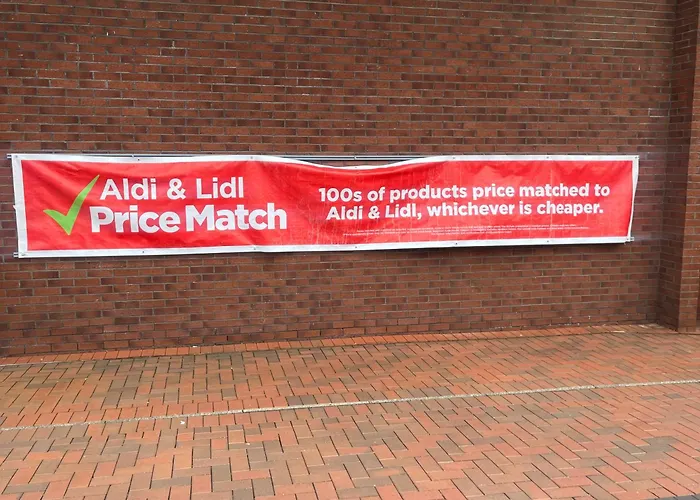 Aldi & Lidl
Price Match
100s of products price matched to
Aldi & Lidl, whichever is cheaper.